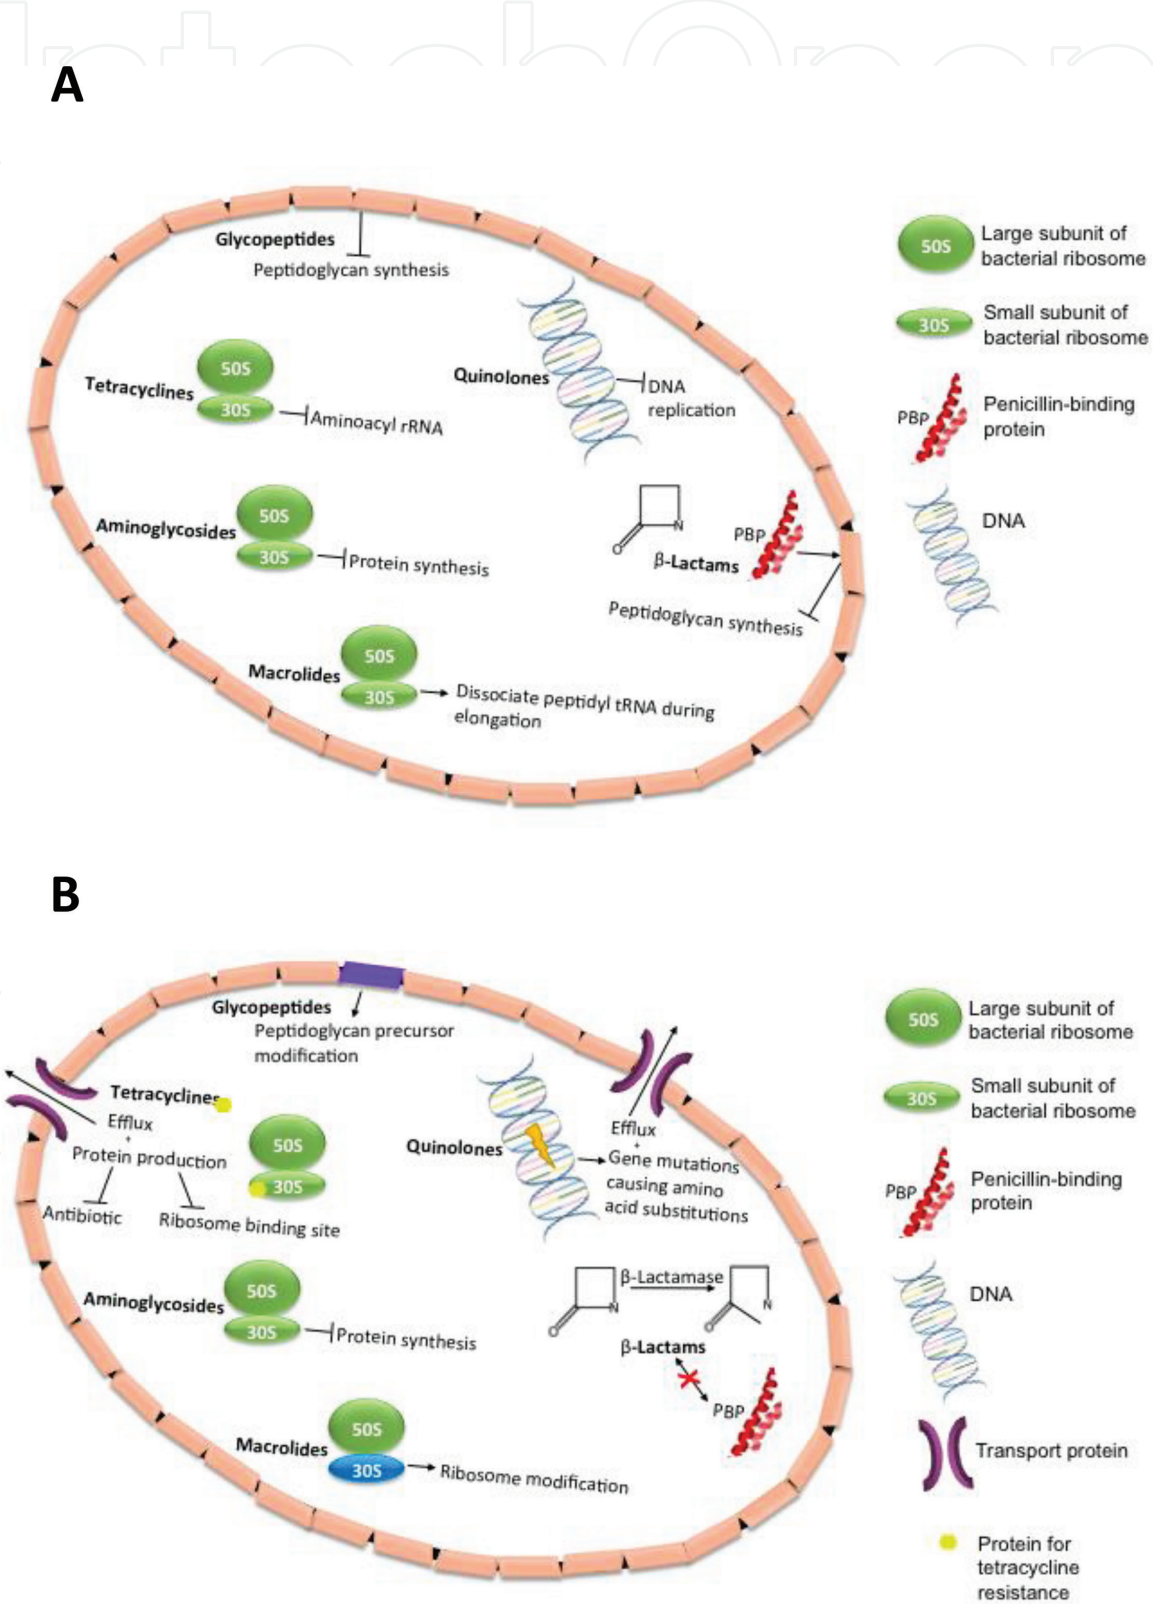 IntechOpen
A
Glycopeptides
Peptidoglycan synthesis
Tetracyclines
50S
30S
Aminoacyl rRNA
Quinolones
DNA
replication
Aminoglycosides
50S
30S
Protein synthesis
PBP
N
O
β-Lactams
Peptidoglycan synthesis
Macrolides
50S
30S
Dissociate peptidyl tRNA during
elongation
50S
Large subunit of
bacterial ribosome
30S
Small subunit of
bacterial ribosome
PBP
Penicillin-binding
protein
DNA
B
Glycopeptides
Peptidoglycan precursor
modification
Tetracyclines
Efflux
+
Protein production
Antibiotic
Ribosome binding site
50S
30S
Quinolones
Efflux
+
Gene mutations
causing amino
acid substitutions
Aminoglycosides
50S
30S
Protein synthesis
N
O
β-Lactamase
N
O
β-Lactams
PBP
Macrolides
50S
30S
Ribosome modification
50S
Large subunit of
bacterial ribosome
30S
Small subunit of
bacterial ribosome
PBP
Penicillin-binding
protein
DNA
Transport protein
Protein for
tetracycline
resistance